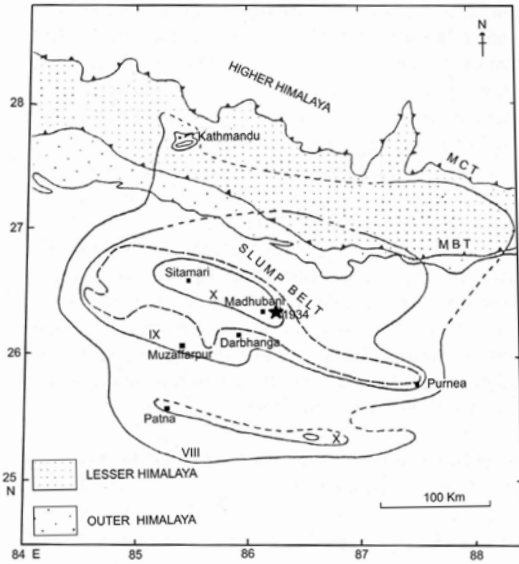 N
28
HIGHER HIMALAYA
Kathmandu
MCT
27
MBT
SLUMP BELT
Sitamari
X
Madhubani
1934
IX
Darbhanga
26
Muzaffarpur
Purnea
Patna
X
VIII
25
N
LESSER HIMALAYA
100 Km
OUTER HIMALAYA
84 E
85
86
87
88